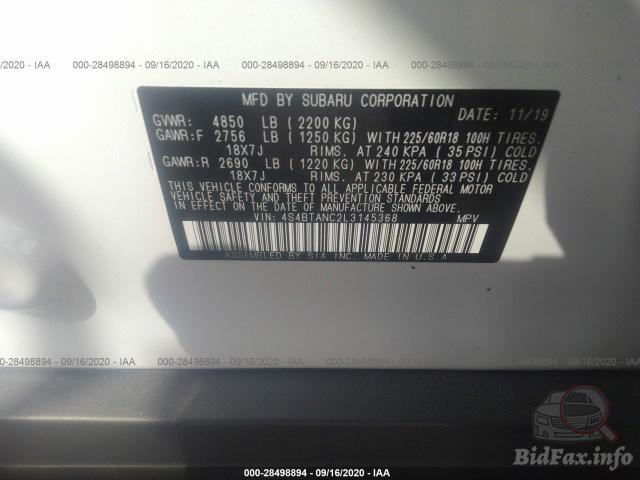 000-28498894 - 09/16/2020 - IAA
000-28498894 - 09/16/2020 - IAA
000-28498894 - 09/16/2020 - IAA
MFD BY SUBARU CORPORATION
GVWR: 4850 LB (2200 KG) DATE: 11/19
GAWR:F 2756 LB (1250 KG) WITH 225/60R18 100H TIRES.
18X7J RIMS. AT 240 KPA (35 PSI) COLD
GAWR:R 2690 LB (1220 KG) WITH 225/60R18 100H TIRES.
18X7J RIMS. AT 230 KPA (33 PSI) COLD
THIS VEHICLE CONFORMS TO ALL APPLICABLE FEDERAL MOTOR
VEHICLE SAFETY AND THEFT PREVENTION STANDARDS IN EFFECT
ON THE DATE OF MANUFACTURE SHOWN ABOVE.
VIN: 4S4BTANC2L3145368 MPV
ASSEMBLED BY SIA INC. MADE IN U.S.A
000-28498894 - 09/16/2020 - IAA
000-28498894 - 09/16/2020 - IAA
000-28498894 - 09/16/2020 - IAA
000-28498894 - 09/16/2020 - IAA
BidFax.info